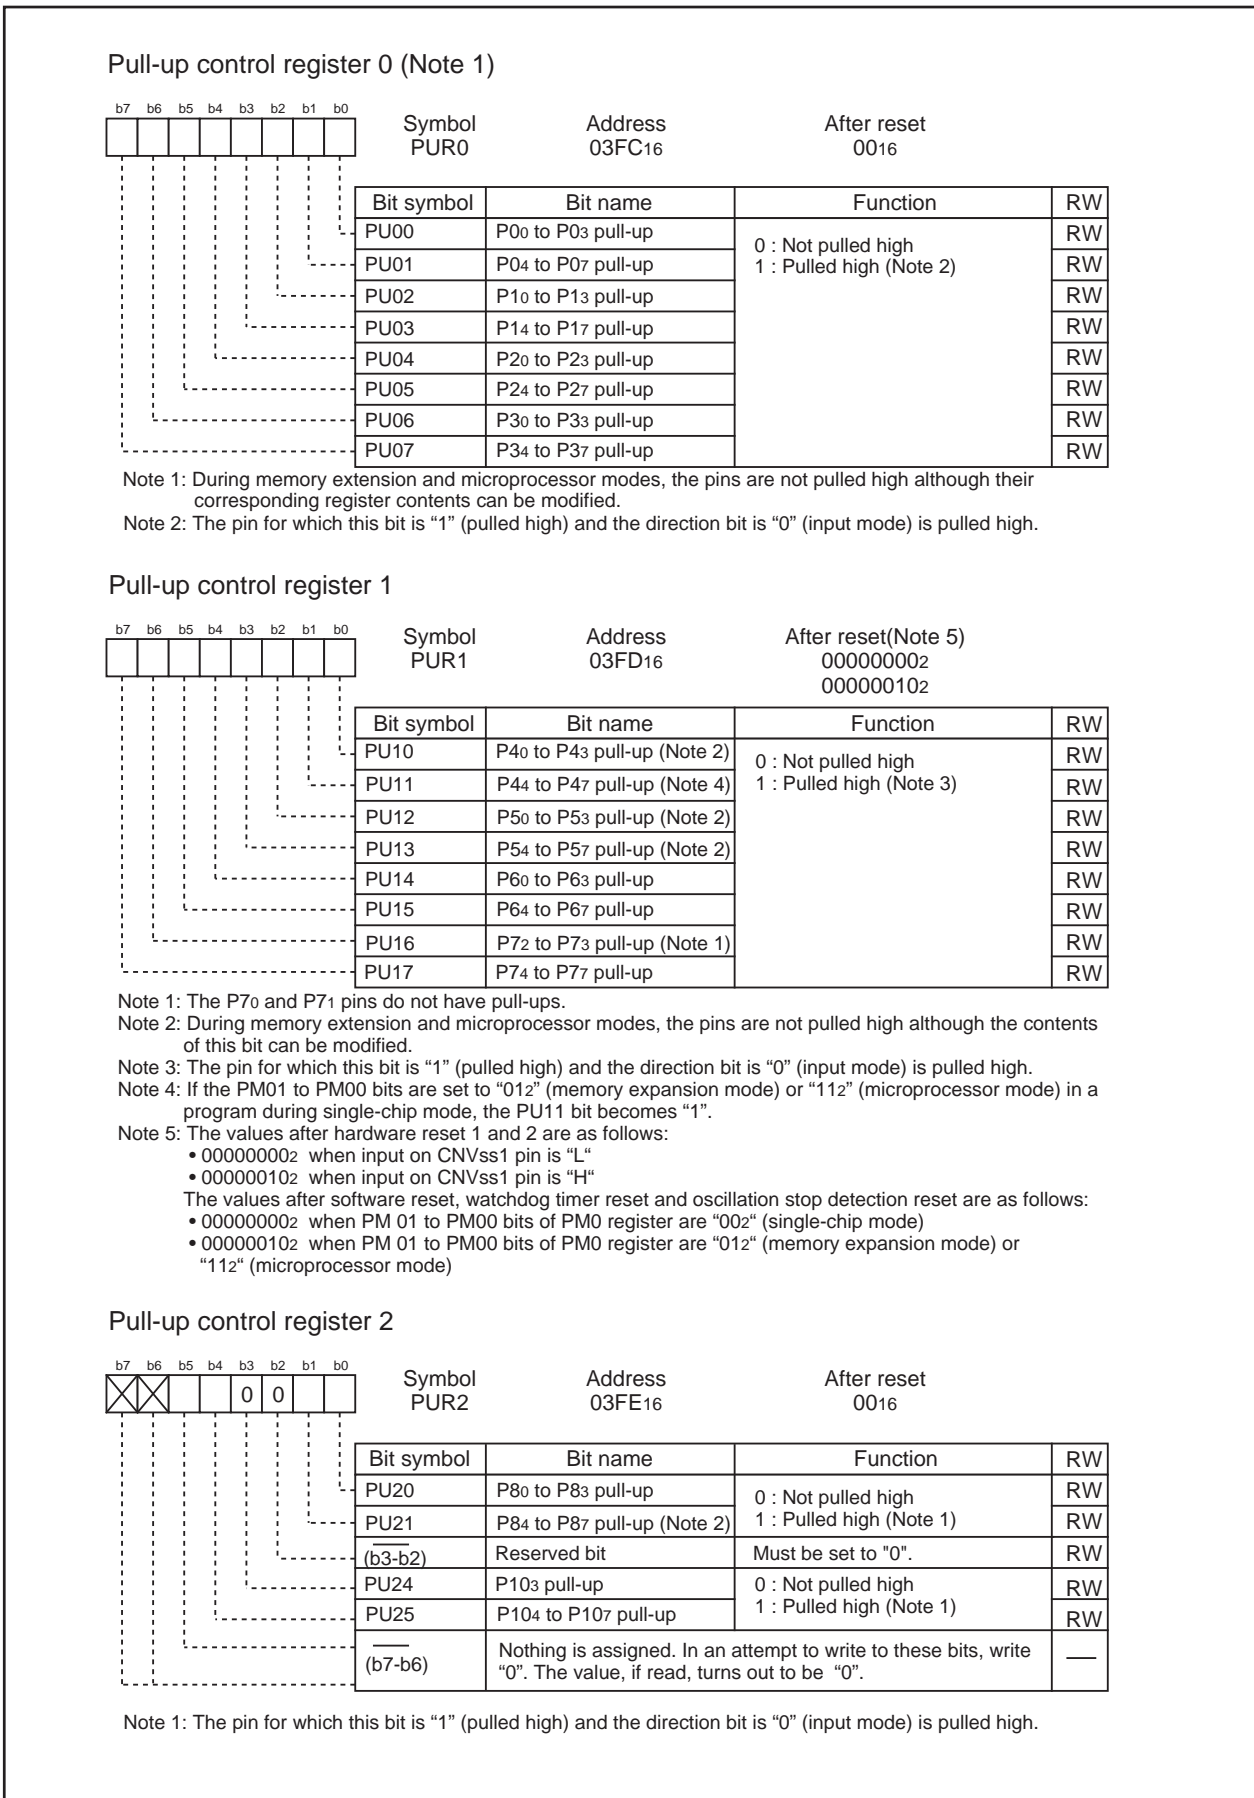 Pull-up control register 0 (Note 1)
b7 b6 b5 b4 b3 b2 b1 b0
Symbol Address After reset
PUR0 03FC16 0016
Bit symbol Bit name Function RW
PU00 P00 to P03 pull-up 0 : Not pulled high RW
PU01 P04 to P07 pull-up 1 : Pulled high (Note 2) RW
PU02 P10 to P13 pull-up RW
PU03 P14 to P17 pull-up RW
PU04 P20 to P23 pull-up RW
PU05 P24 to P27 pull-up RW
PU06 P30 to P33 pull-up RW
PU07 P34 to P37 pull-up RW
Note 1: During memory extension and microprocessor modes, the pins are not pulled high although their
corresponding register contents can be modified.
Note 2: The pin for which this bit is “1” (pulled high) and the direction bit is “0” (input mode) is pulled high.
Pull-up control register 1
b7 b6 b5 b4 b3 b2 b1 b0
Symbol Address After reset(Note 5)
PUR1 03FD16 000000002
000000102
Bit symbol Bit name Function RW
PU10 P40 to P43 pull-up (Note 2) 0 : Not pulled high RW
PU11 P44 to P47 pull-up (Note 4) 1 : Pulled high (Note 3) RW
PU12 P50 to P53 pull-up (Note 2) RW
PU13 P54 to P57 pull-up (Note 2) RW
PU14 P60 to P63 pull-up RW
PU15 P64 to P67 pull-up RW
PU16 P72 to P73 pull-up (Note 1) RW
PU17 P74 to P77 pull-up RW
Note 1: The P70 and P71 pins do not have pull-ups.
Note 2: During memory extension and microprocessor modes, the pins are not pulled high although the contents
of this bit can be modified.
Note 3: The pin for which this bit is “1” (pulled high) and the direction bit is “0” (input mode) is pulled high.
Note 4: If the PM01 to PM00 bits are set to “012” (memory expansion mode) or “112” (microprocessor mode) in a
program during single-chip mode, the PU11 bit becomes “1”.
Note 5: The values after hardware reset 1 and 2 are as follows:
• 000000002 when input on CNVss1 pin is “L“
• 000000102 when input on CNVss1 pin is “H“
The values after software reset, watchdog timer reset and oscillation stop detection reset are as follows:
• 000000002 when PM 01 to PM00 bits of PM0 register are “002“ (single-chip mode)
• 000000102 when PM 01 to PM00 bits of PM0 register are “012“ (memory expansion mode) or
“112“ (microprocessor mode)
Pull-up control register 2
b7 b6 b5 b4 b3 b2 b1 b0
0 0
Symbol Address After reset
PUR2 03FE16 0016
Bit symbol Bit name Function RW
PU20 P80 to P83 pull-up 0 : Not pulled high RW
PU21 P84 to P87 pull-up (Note 2) 1 : Pulled high (Note 1) RW
(b3-b2) Reserved bit Must be set to "0". RW
PU24 P103 pull-up 0 : Not pulled high RW
PU25 P104 to P107 pull-up 1 : Pulled high (Note 1) RW
(b7-b6) Nothing is assigned. In an attempt to write to these bits, write
“0”. The value, if read, turns out to be “0”.
Note 1: The pin for which this bit is “1” (pulled high) and the direction bit is “0” (input mode) is pulled high.